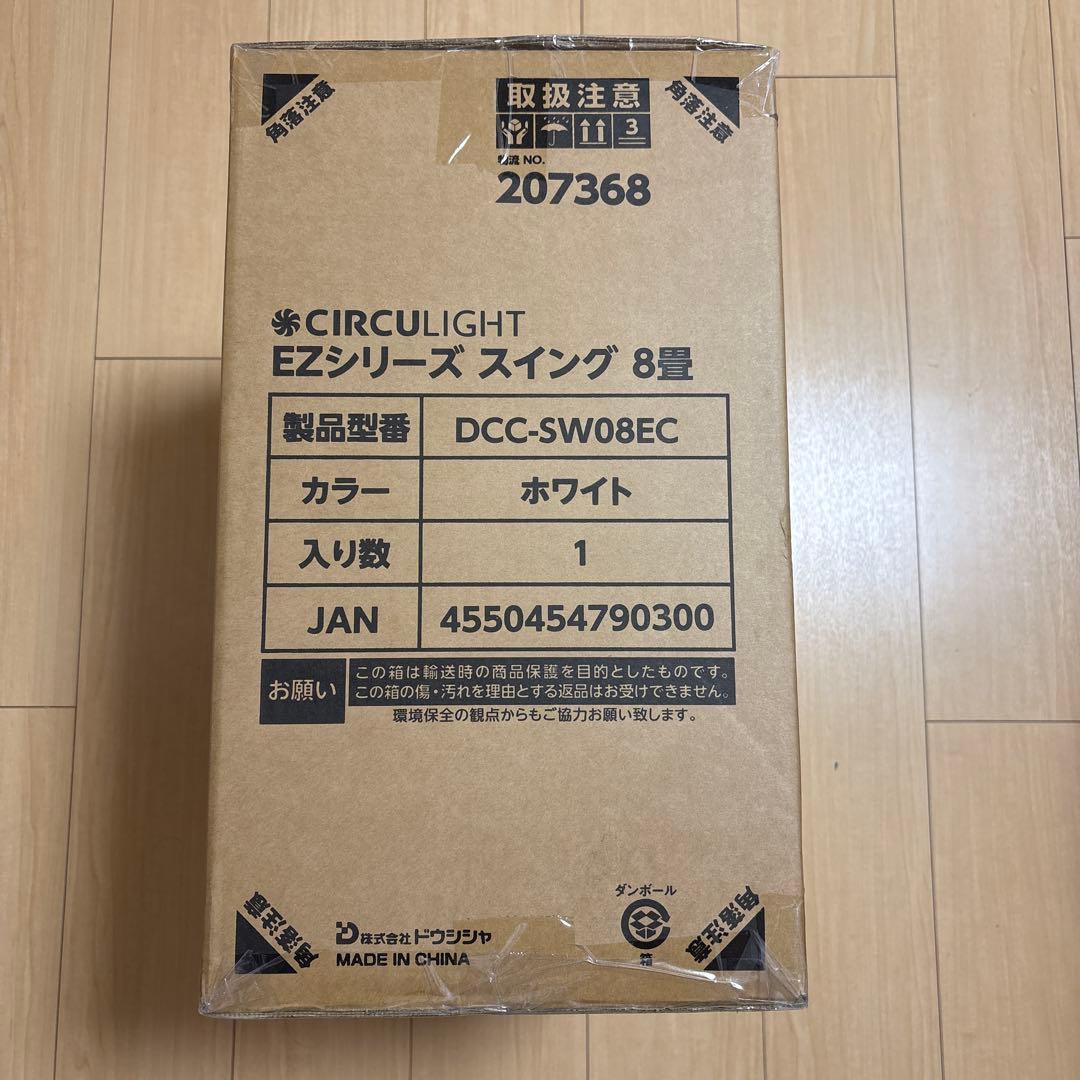 角落注意
取扱注意
角落注意
3
物流 NO.
207368
CIRCULIGHT
EZシリーズ スイング 8畳
製品型番 DCC-SW08EC
カラー ホワイト
入り数 1
JAN 4550454790300
お願い
この箱は輸送時の商品保護を目的としたものです。
この箱の傷・汚れを理由とする返品はお受けできません。
環境保全の観点からもご協力お願い致します。
ダンボール
箱
角落注意
株式会社ドウシシャ
MADE IN CHINA
角落注意